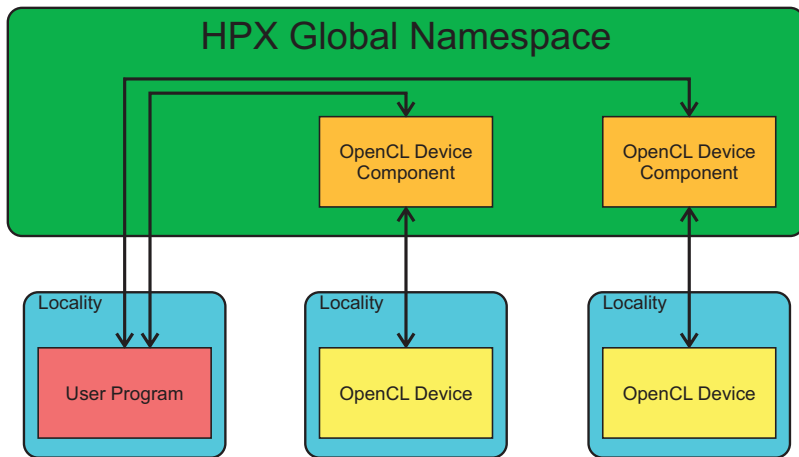 HPX Global Namespace
OpenCL Device
Component
OpenCL Device
Component
Locality
Locality
Locality
User Program
OpenCL Device
OpenCL Device